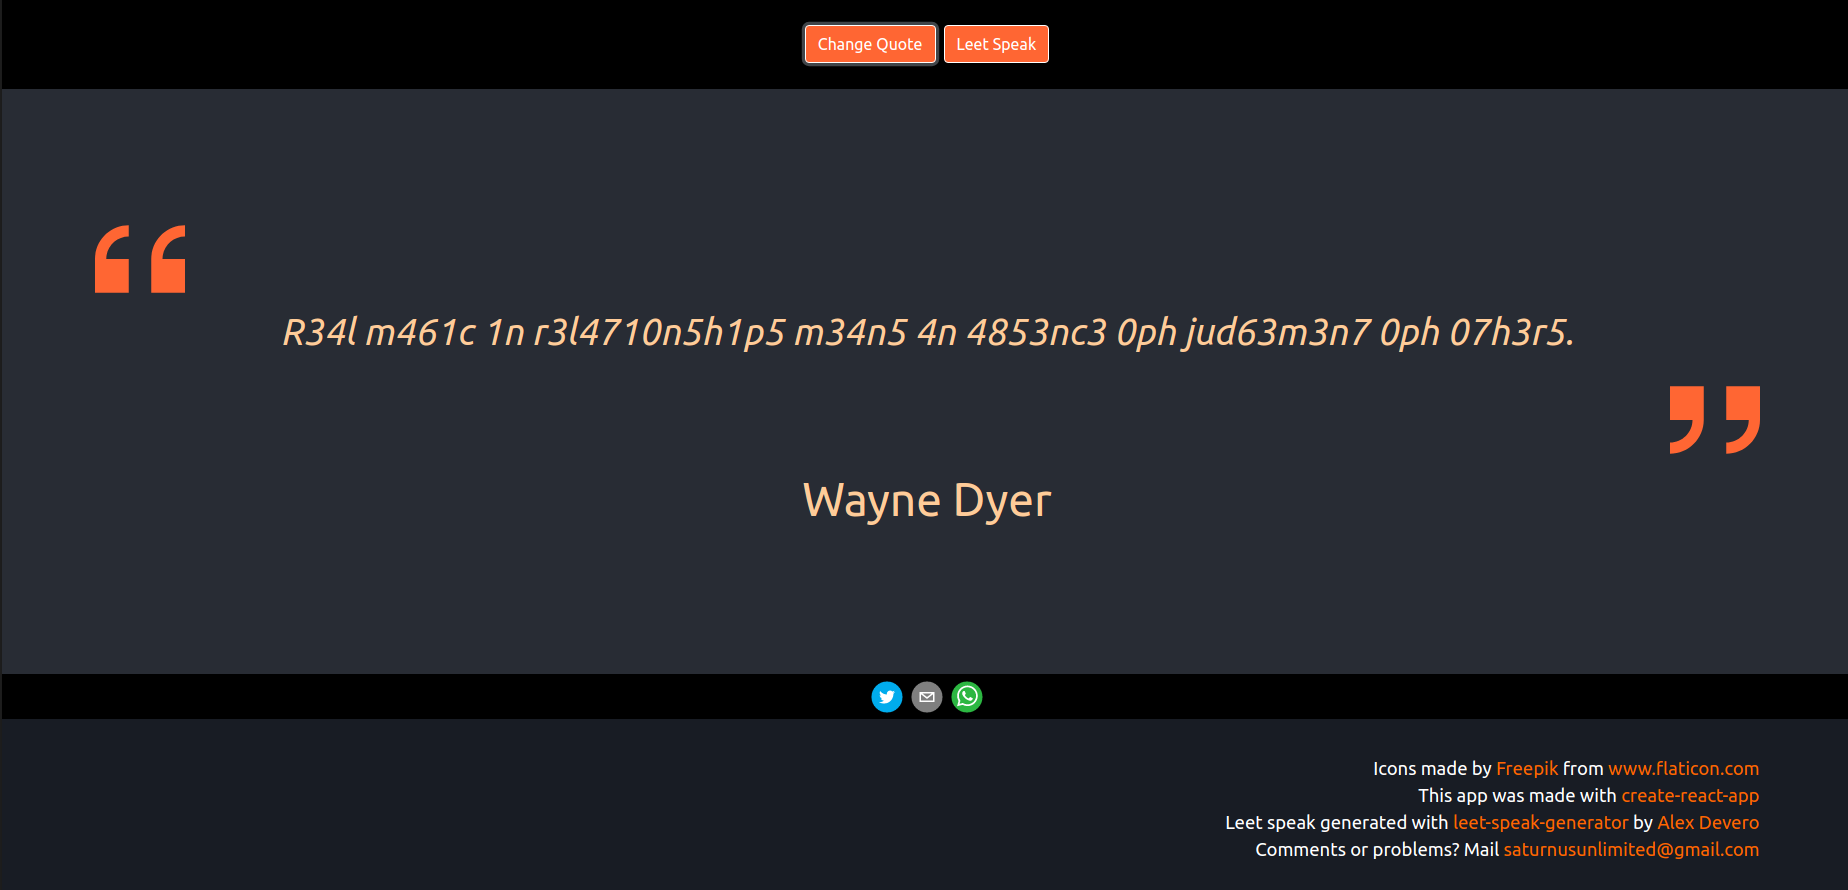 Change Quote Leet Speak
R34l m461c 1n r3l4710n5h1p5 m34n5 4n 4853nc3 0ph jud63m3n7 0ph 07h3r5.
Wayne Dyer
Icons made by Freepik from www.flaticon.com
This app was made with create-react-app
Leet speak generated with leet-speak-generator by Alex Devero
Comments or problems? Mail saturnusunlimited@gmail.com